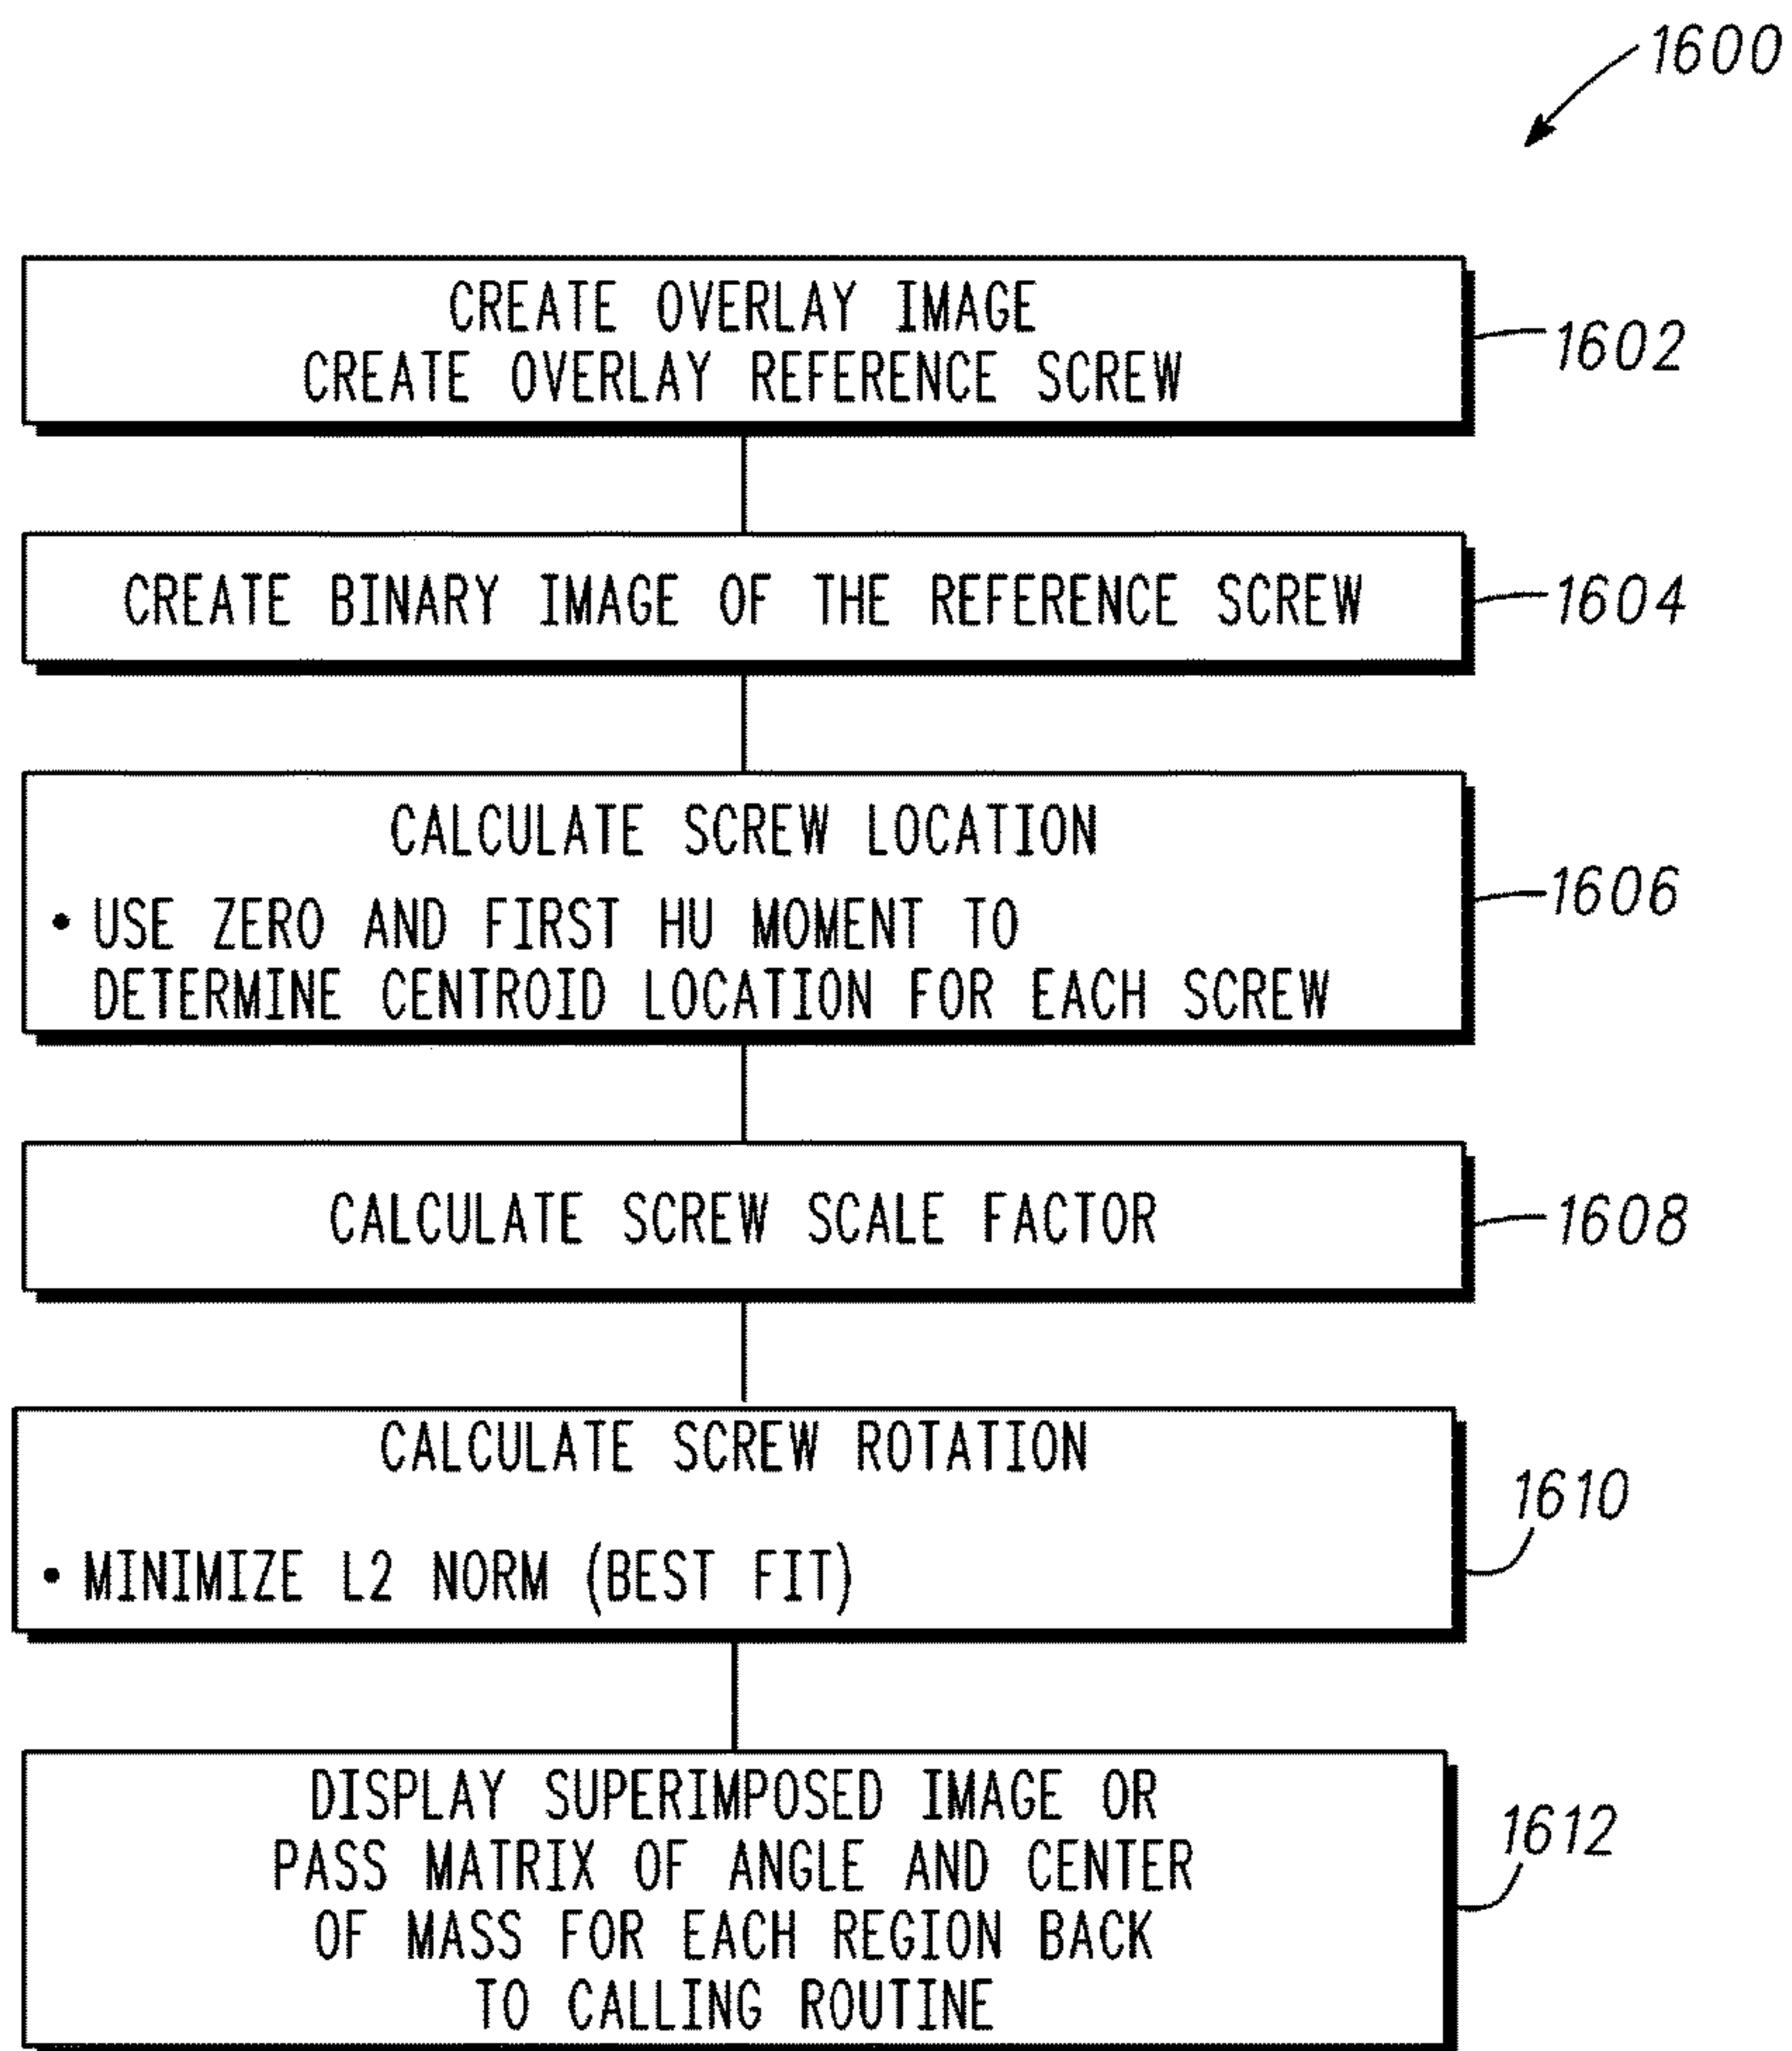 1600
CREATE OVERLAY IMAGE
CREATE OVERLAY REFERENCE SCREW
1602
CREATE BINARY IMAGE OF THE REFERENCE SCREW
1604
CALCULATE SCREW LOCATION
• USE ZERO AND FIRST HU MOMENT TO
DETERMINE CENTROID LOCATION FOR EACH SCREW
1606
CALCULATE SCREW SCALE FACTOR
1608
CALCULATE SCREW ROTATION
• MINIMIZE L2 NORM (BEST FIT)
1610
DISPLAY SUPERIMPOSED IMAGE OR
PASS MATRIX OF ANGLE AND CENTER
OF MASS FOR EACH REGION BACK
TO CALLING ROUTINE
1612